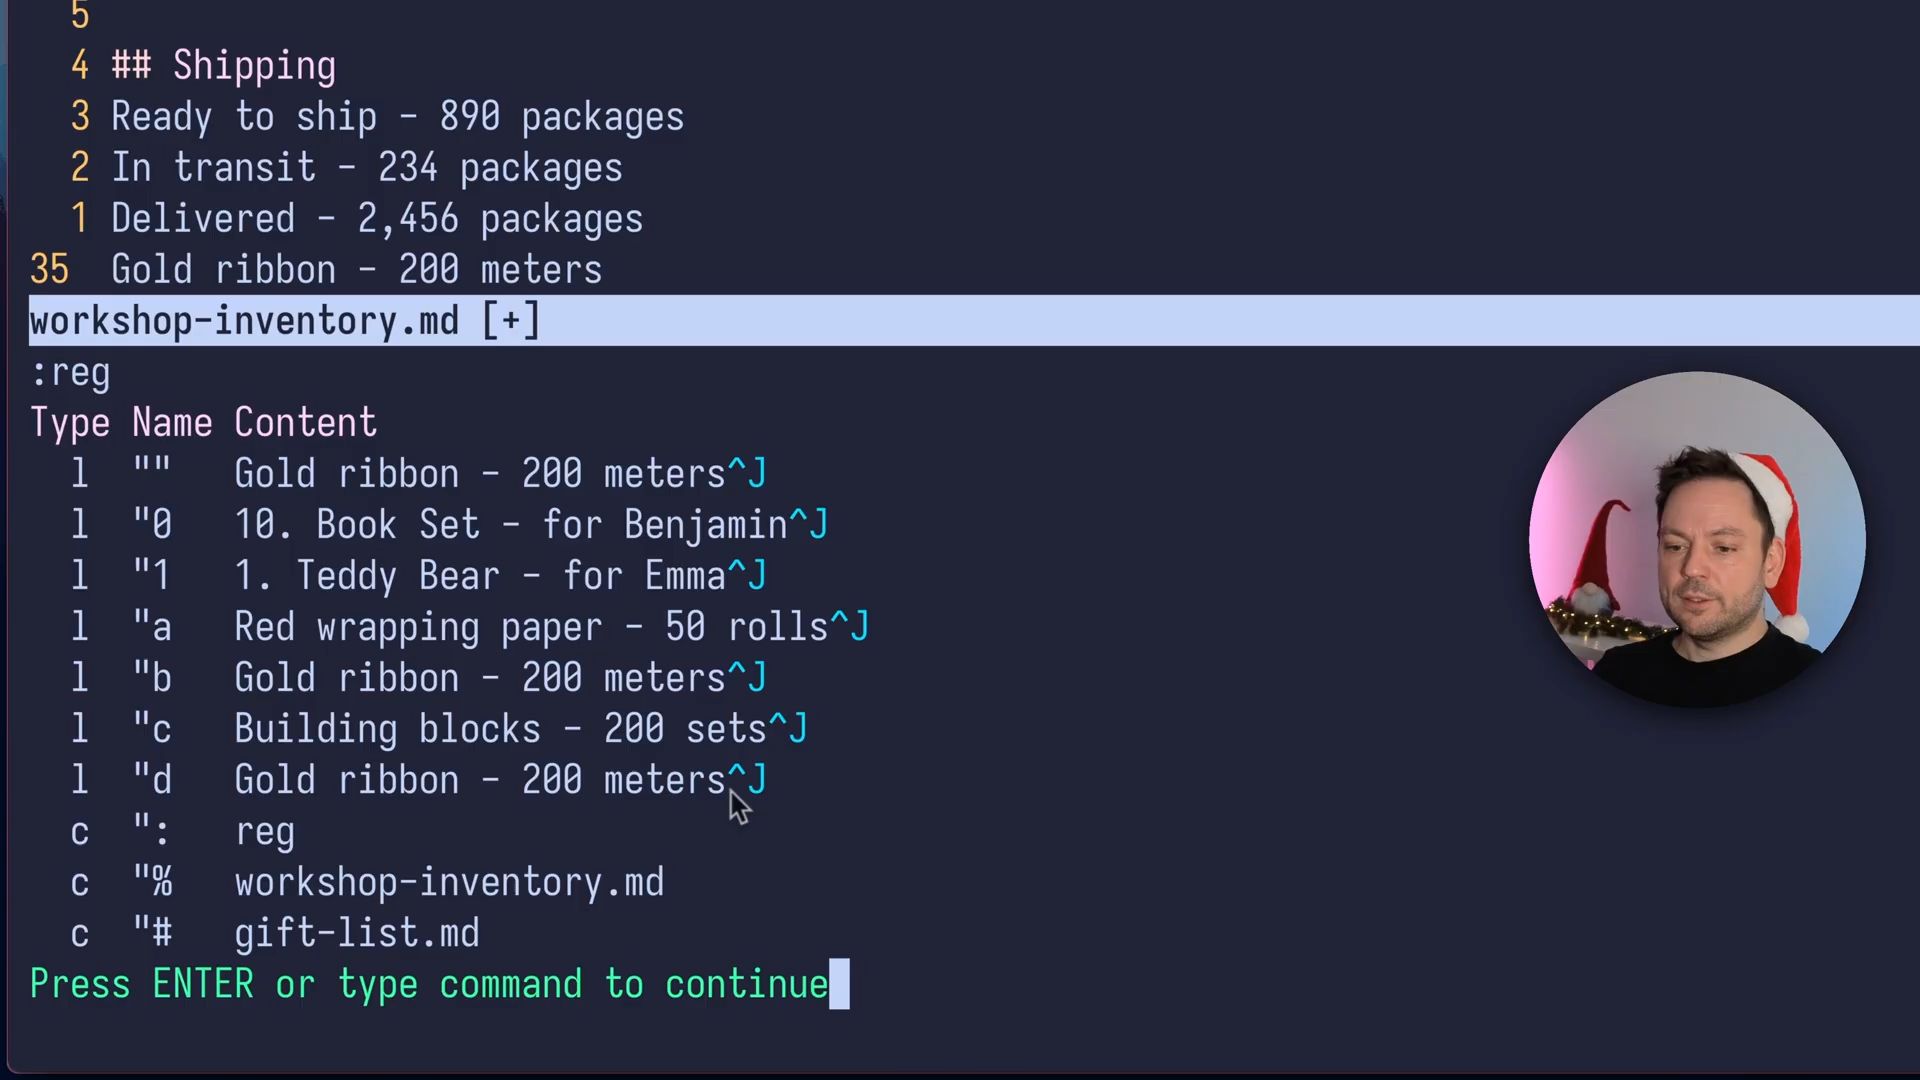 5
4 ## Shipping
3 Ready to ship - 890 packages
2 In transit - 234 packages
1 Delivered - 2,456 packages
35 Gold ribbon - 200 meters
workshop-inventory.md [+]
:reg
Type Name Content
l "" Gold ribbon - 200 meters^J
l "0 10. Book Set - for Benjamin^J
l "1 1. Teddy Bear - for Emma^J
l "a Red wrapping paper - 50 rolls^J
l "b Gold ribbon - 200 meters^J
l "c Building blocks - 200 sets^J
l "d Gold ribbon - 200 meters^J
c ": reg
c "% workshop-inventory.md
c "# gift-list.md
Press ENTER or type command to continue